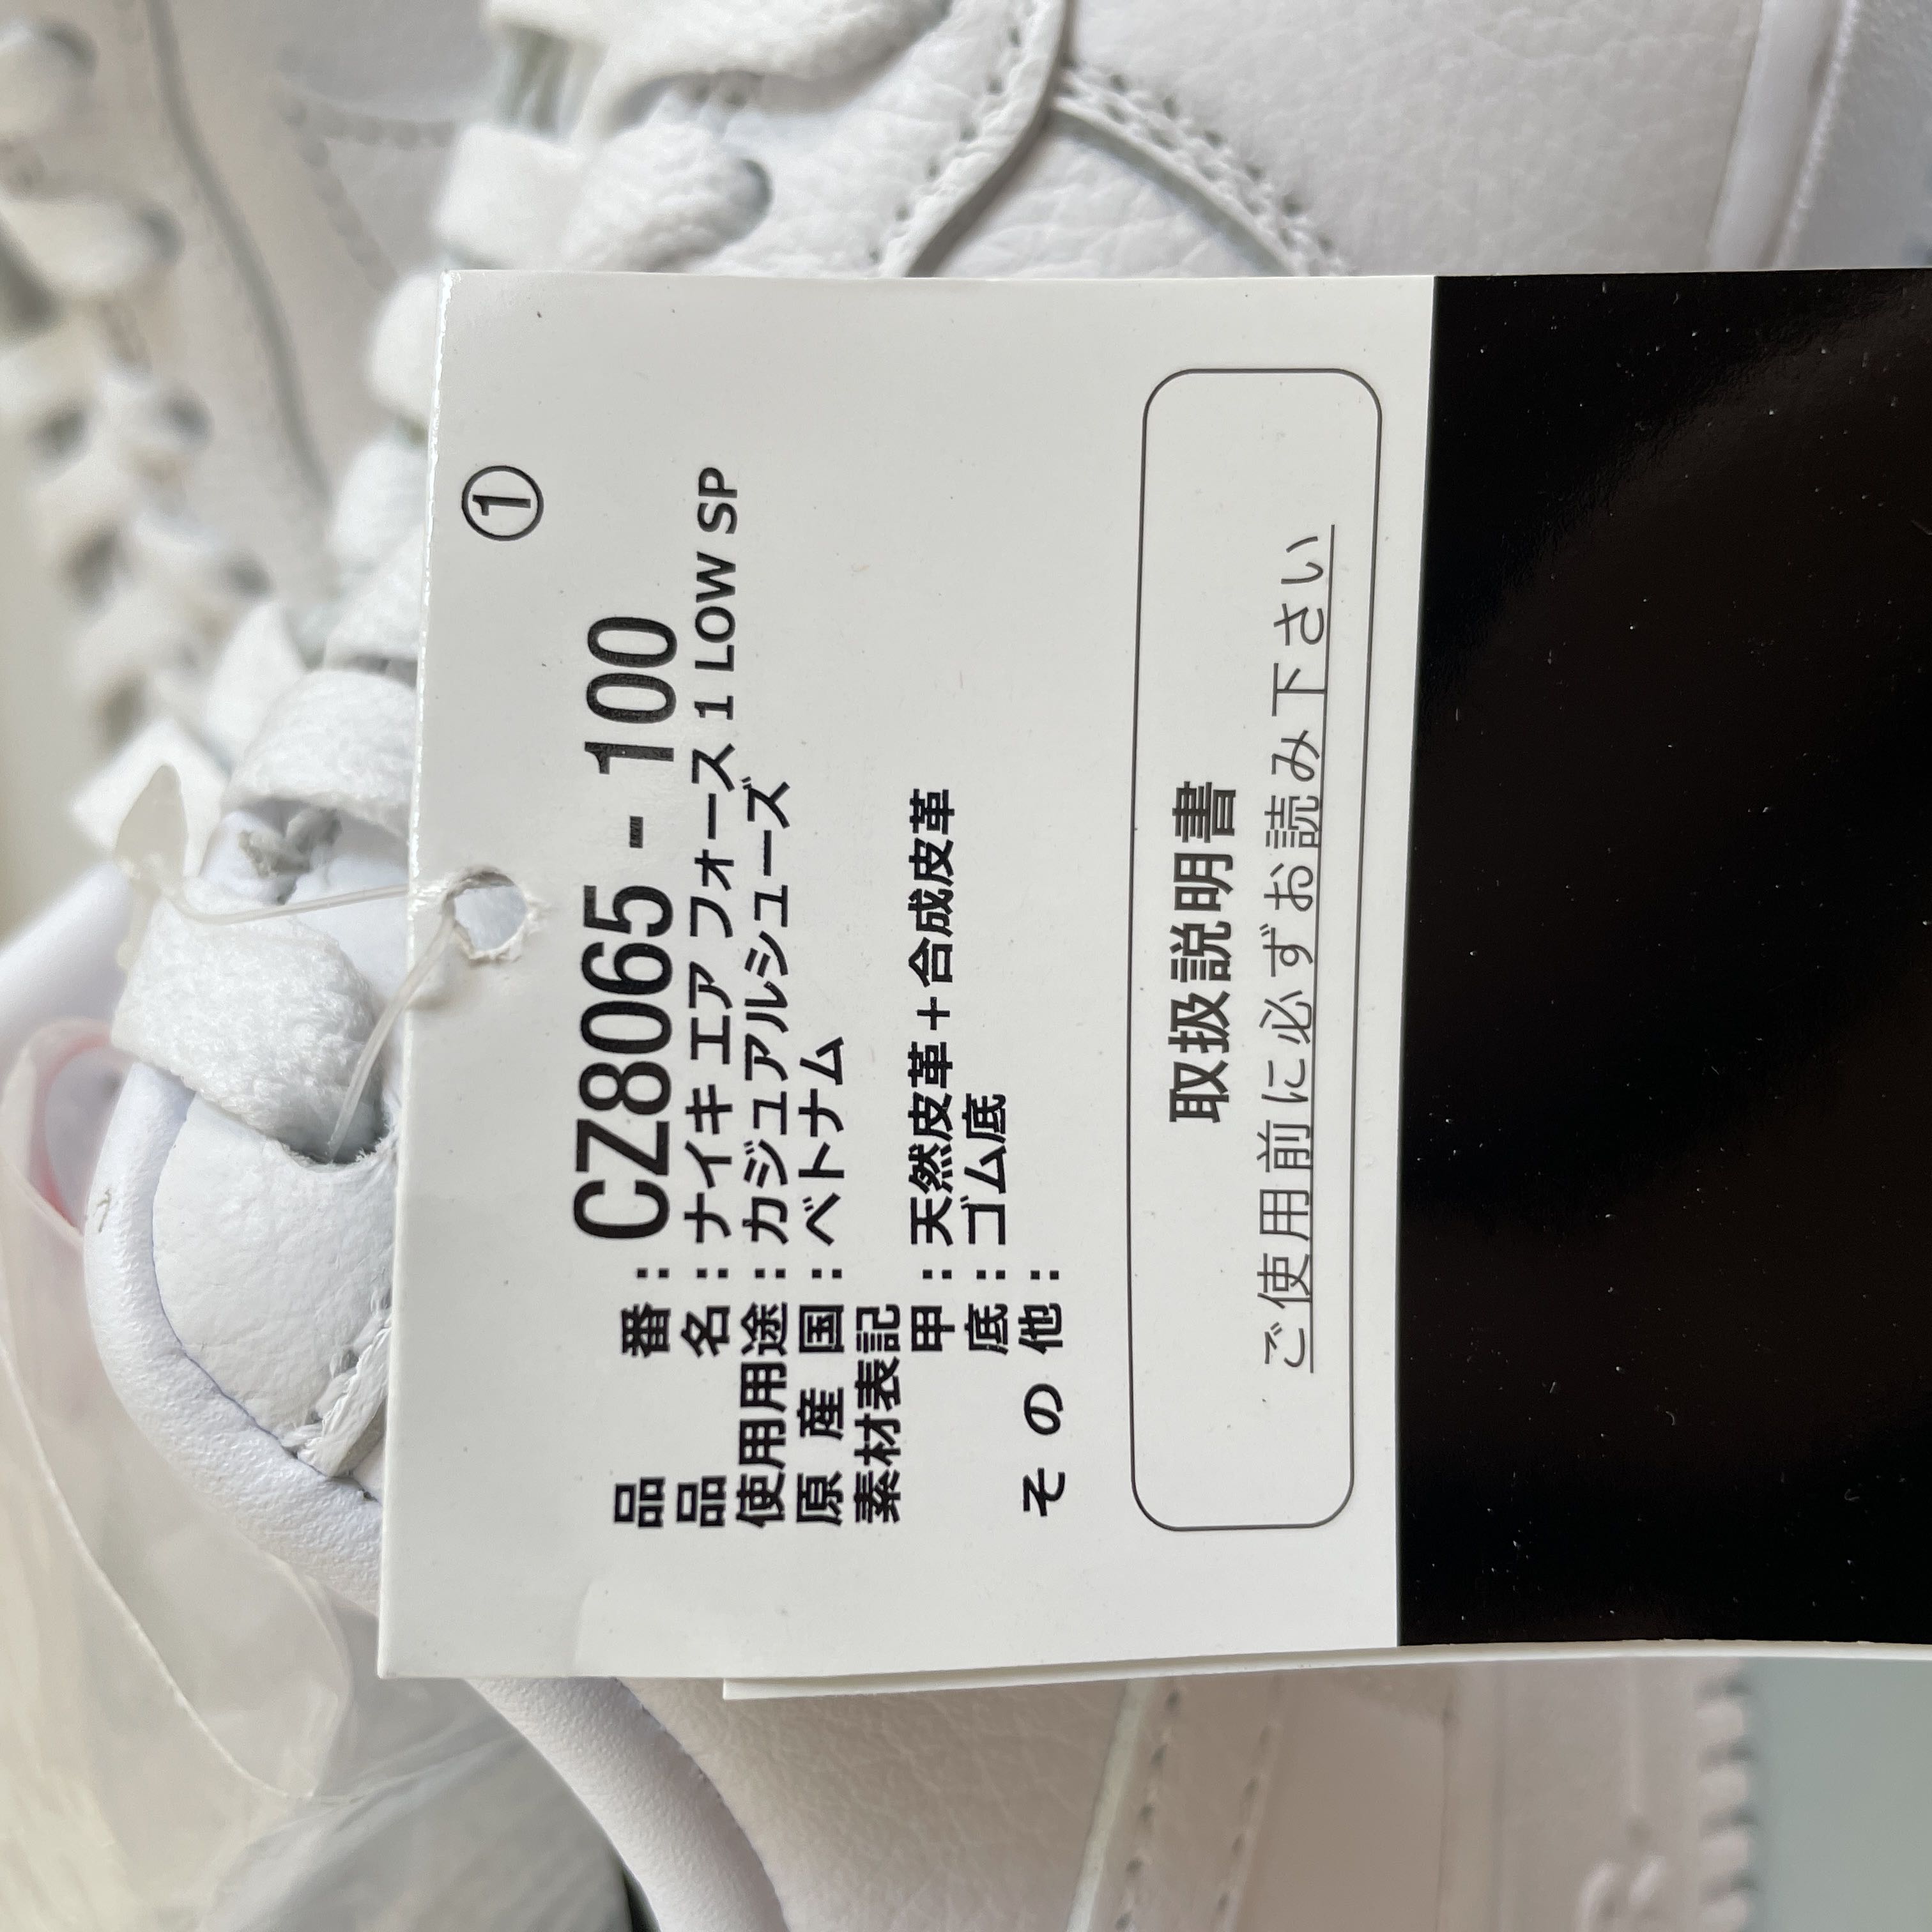 ①
品番：CZ8065 - 100
品名：ナイキ エア フォース 1 LOW SP
使用用途：カジュアルシューズ
原産国：ベトナム
素材表記
甲：天然皮革＋合成皮革
底：ゴム底
その他：
取扱説明書
ご使用前に必ずお読み下さい